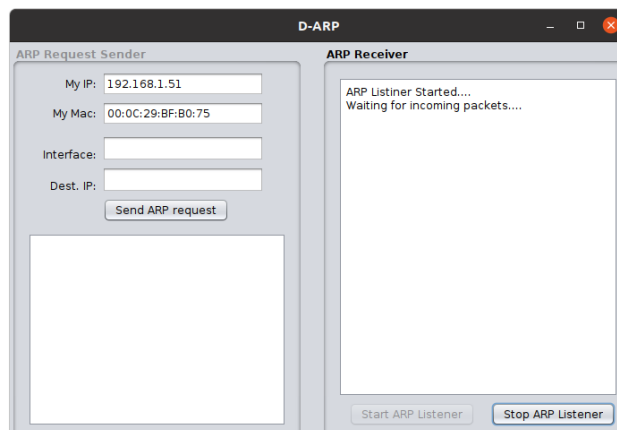 D-ARP
ARP Request Sender
My IP: 192.168.1.51
My Mac: 00:0C:29:BF:B0:75
Interface:
Dest. IP:
Send ARP request
ARP Receiver
ARP Listiner Started....
Waiting for incoming packets....
Start ARP Listener
Stop ARP Listener